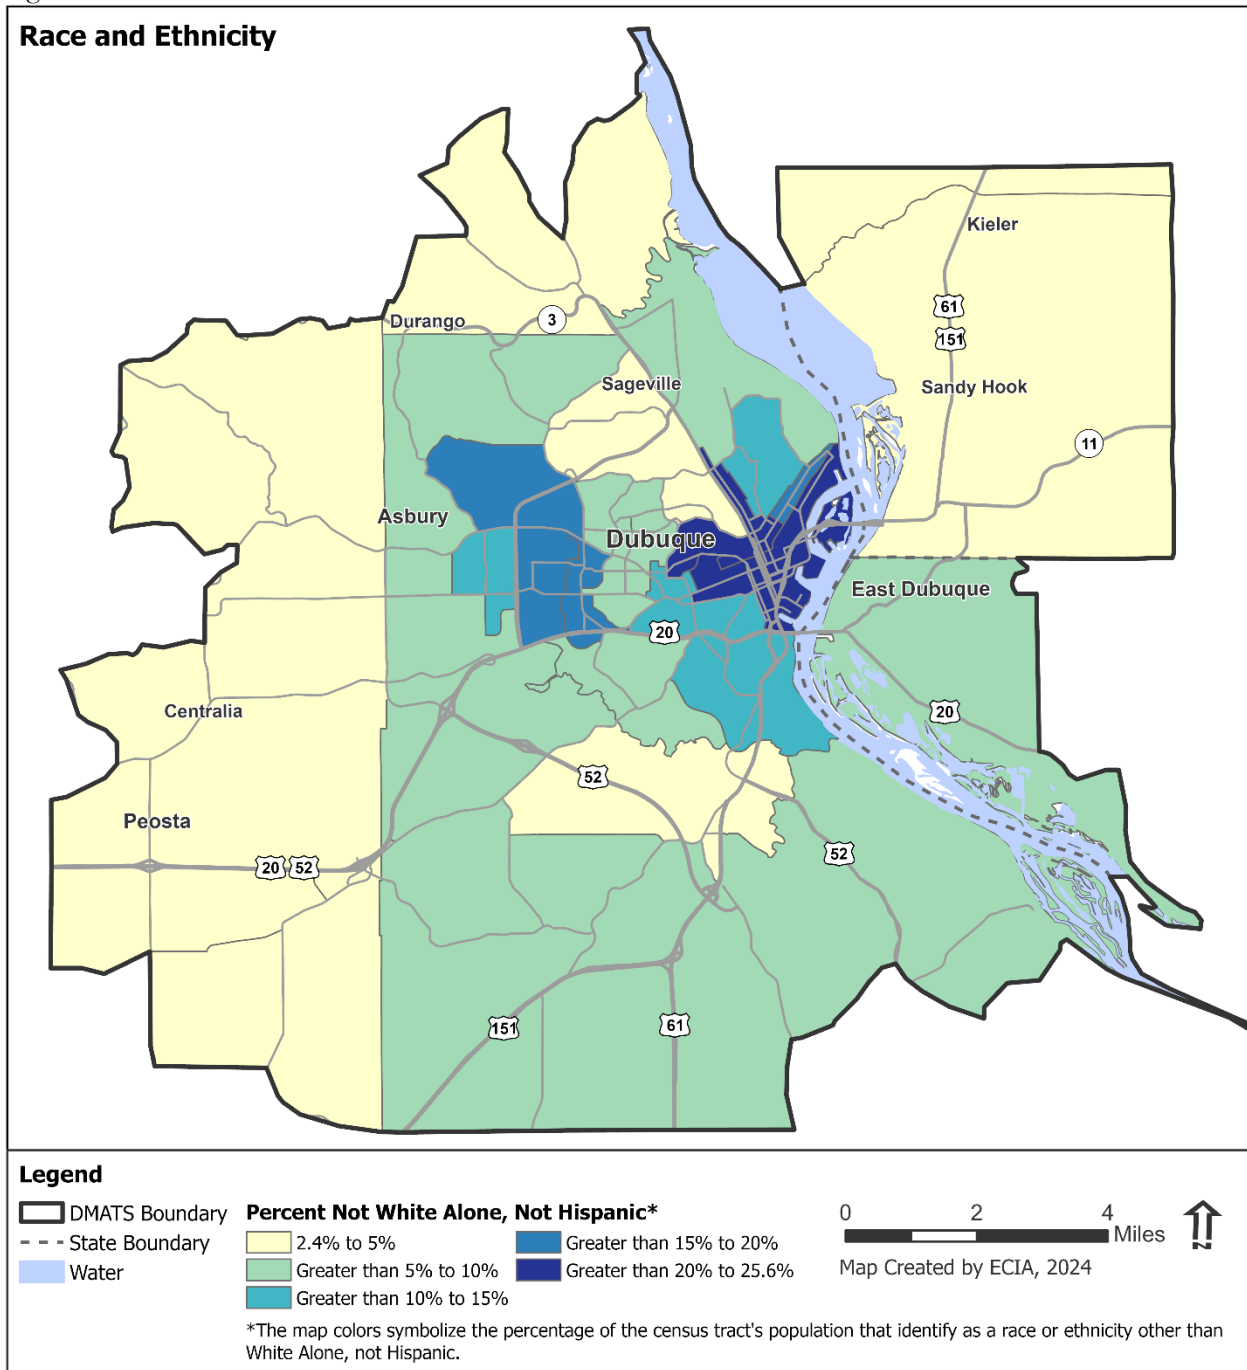 Race and Ethnicity
Kieler
61
151
Durango
3
Sageville
Sandy Hook
11
Asbury
Dubuque
East Dubuque
20
Centralia
20
52
Peosta
52
20
52
151
61
Legend
DMATS Boundary
State Boundary
Water
Percent Not White Alone, Not Hispanic*
2.4% to 5%
Greater than 5% to 10%
Greater than 10% to 15%
Greater than 15% to 20%
Greater than 20% to 25.6%
0 2 4
Miles
N
Map Created by ECIA, 2024
*The map colors symbolize the percentage of the census tract's population that identify as a race or ethnicity other than
White Alone, not Hispanic.